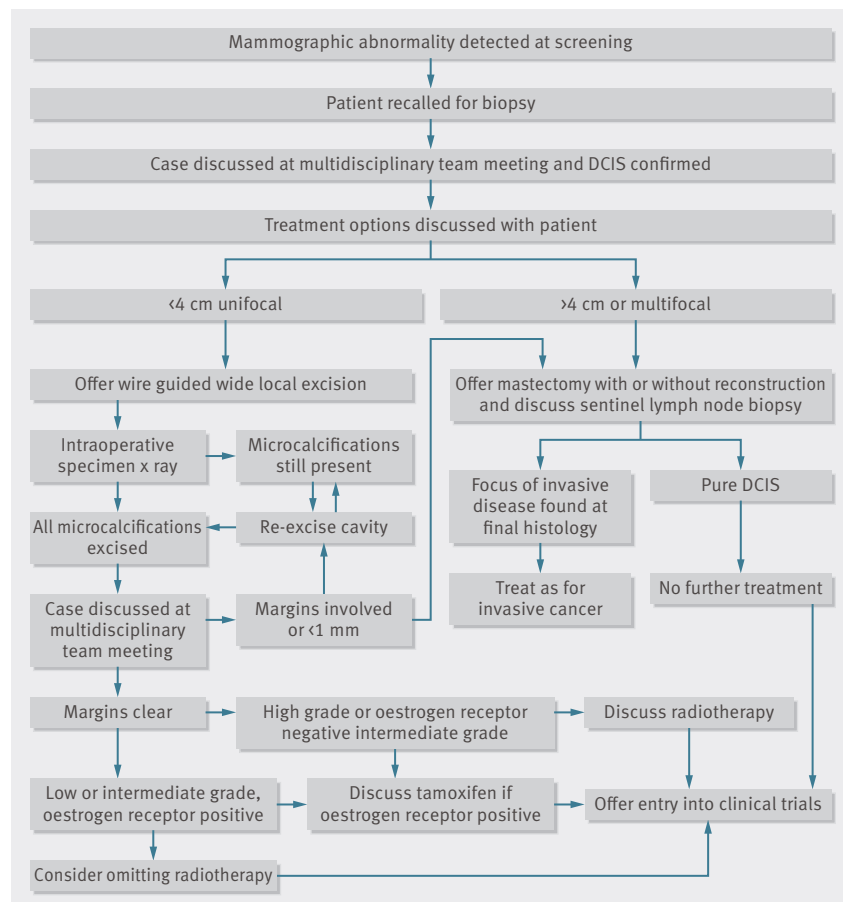 Mammographic abnormality detected at screening
Patient recalled for biopsy
Case discussed at multidisciplinary team meeting and DCIS confirmed
Treatment options discussed with patient
<4 cm unifocal
>4 cm or multifocal
Offer wire guided wide local excision
Offer mastectomy with or without reconstruction
and discuss sentinel lymph node biopsy
Intraoperative
specimen x ray
Microcalcifications
still present
Focus of invasive
disease found at
final histology
Pure DCIS
All microcalcifications
excised
Re-excise cavity
Treat as for
invasive cancer
No further treatment
Case discussed at
multidisciplinary
team meeting
Margins involved
or <1 mm
Margins clear
High grade or oestrogen receptor
negative intermediate grade
Discuss radiotherapy
Low or intermediate grade,
oestrogen receptor positive
Discuss tamoxifen if
oestrogen receptor positive
Offer entry into clinical trials
Consider omitting radiotherapy